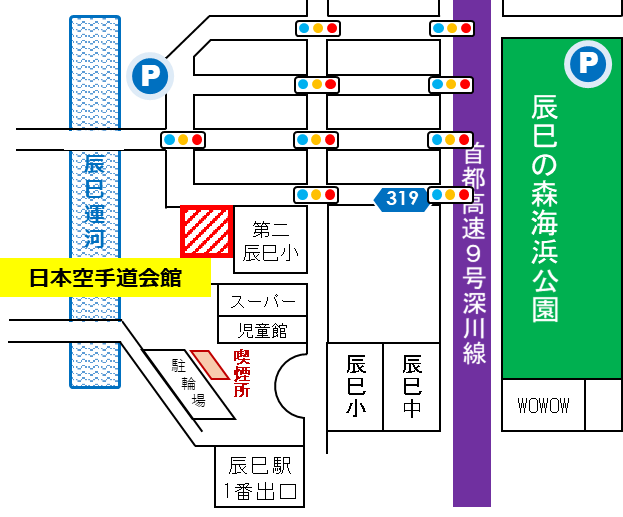 P
P
319
辰巳運河
首都高速9号深川線
辰巳の森海浜公園
第二
辰巳小
日本空手道会館
スーパー
児童館
喫煙所
駐輪場
辰巳小
辰巳中
WOWOW
辰巳駅
1番出口